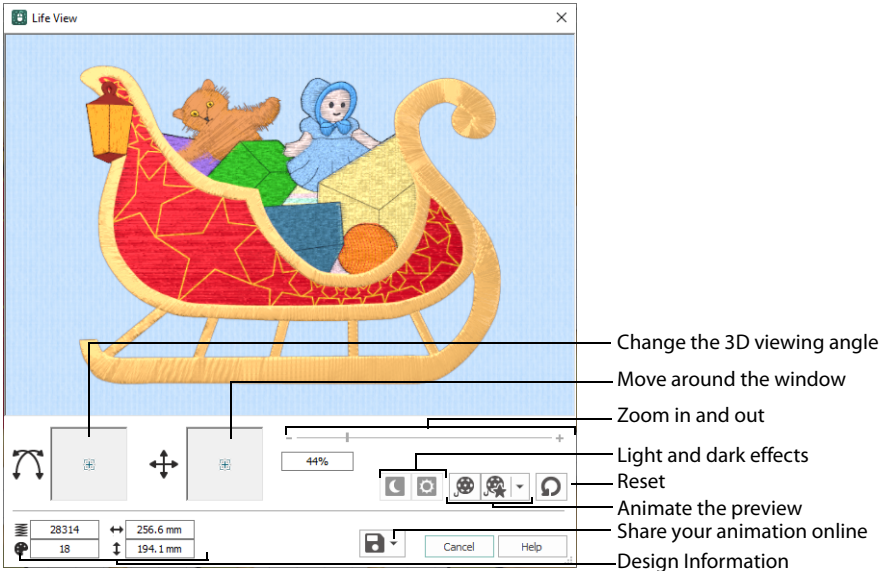 Life View
Change the 3D viewing angle
Move around the window
Zoom in and out
44%
Light and dark effects
Reset
Animate the preview
Share your animation online
28314
256.6 mm
18
194.1 mm
Cancel
Help
Design Information